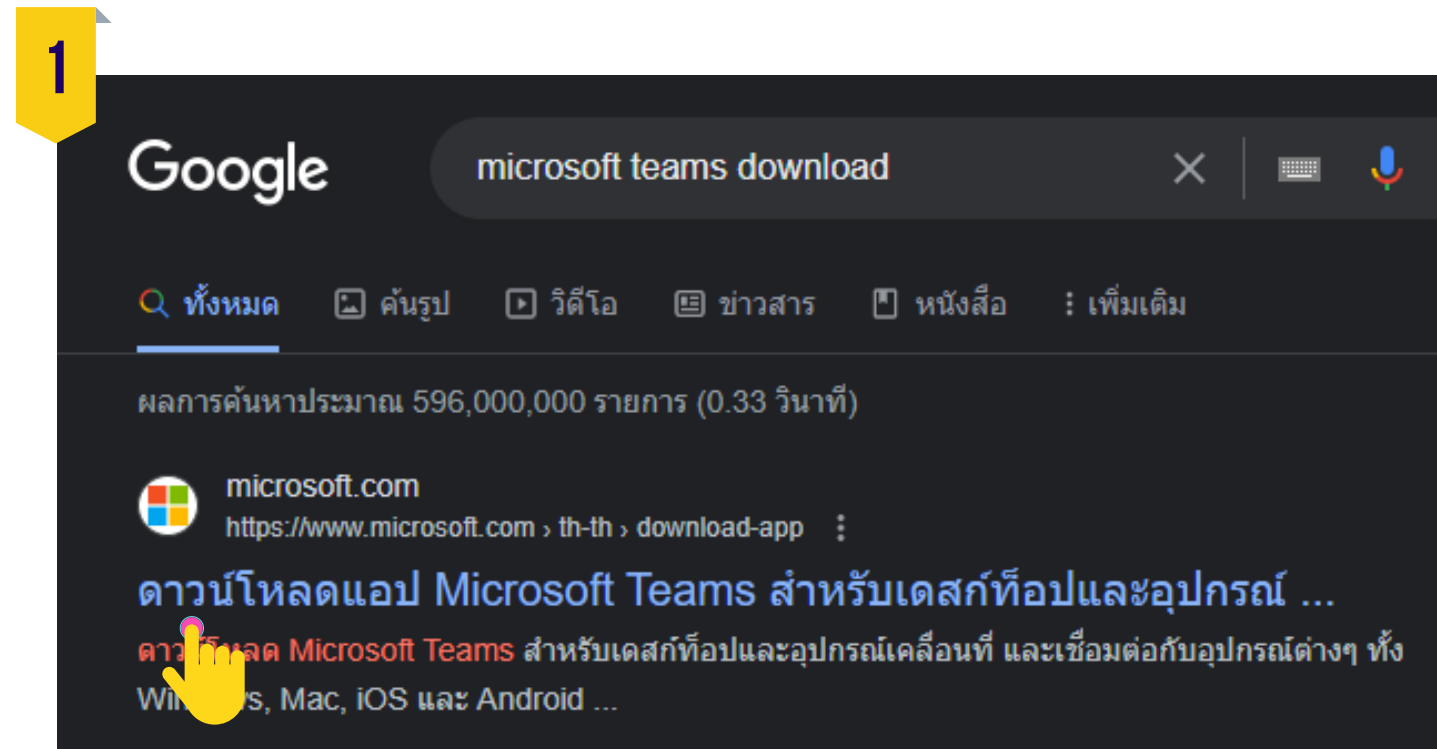 1
Google
microsoft teams download
ทั้งหมด ค้นรูป วิดีโอ ข่าวสาร หนังสือ เพิ่มเติม
ผลการค้นหาประมาณ 596,000,000 รายการ (0.33 วินาที)
microsoft.com
https://www.microsoft.com › th-th › download-app
ดาวน์โหลดแอป Microsoft Teams สำหรับเดสก์ท็อปและอุปกรณ์ ...
Microsoft Teams สำหรับเดสก์ท็อปและอุปกรณ์เคลื่อนที่ และเชื่อมต่อกับอุปกรณ์ต่างๆ ทั้ง
Mac, iOS และ Android ...